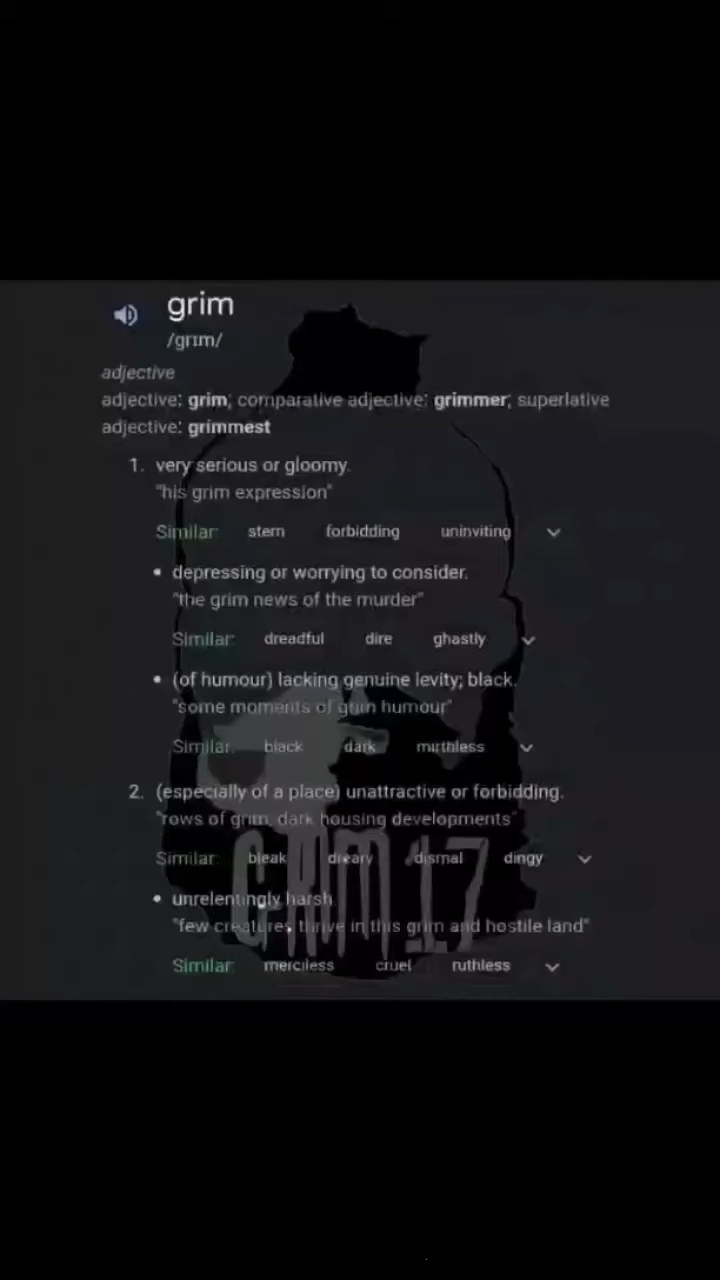 grim
/ɡrɪm/
adjective
adjective: grim; comparative adjective: grimmer; superlative
adjective: grimmest
1. very serious or gloomy.
"his grim expression"
Similar: stern forbidding uninviting
• depressing or worrying to consider.
"the grim news of the murder"
Similar: dreadful dire ghastly
• (of humour) lacking genuine levity; black.
"some moments of grim humour"
Similar: black dark mirthless
2. (especially of a place) unattractive or forbidding.
"rows of grim, dark housing developments"
Similar: bleak dreary dismal dingy
GRIM 17
• unrelentingly harsh.
"few creatures thrive in this grim and hostile land"
Similar: merciless cruel ruthless